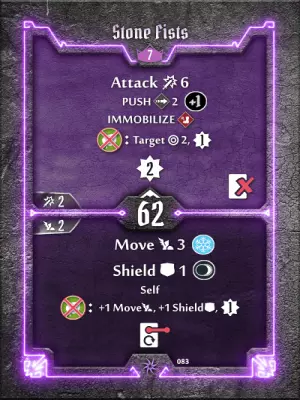 Stone Fists
7
Attack 6
PUSH 2 +1
IMMOBILIZE
: Target 2, 1
2
2
62
2
Move 3
Shield 1
Self
: +1 Move, +1 Shield, 1
083